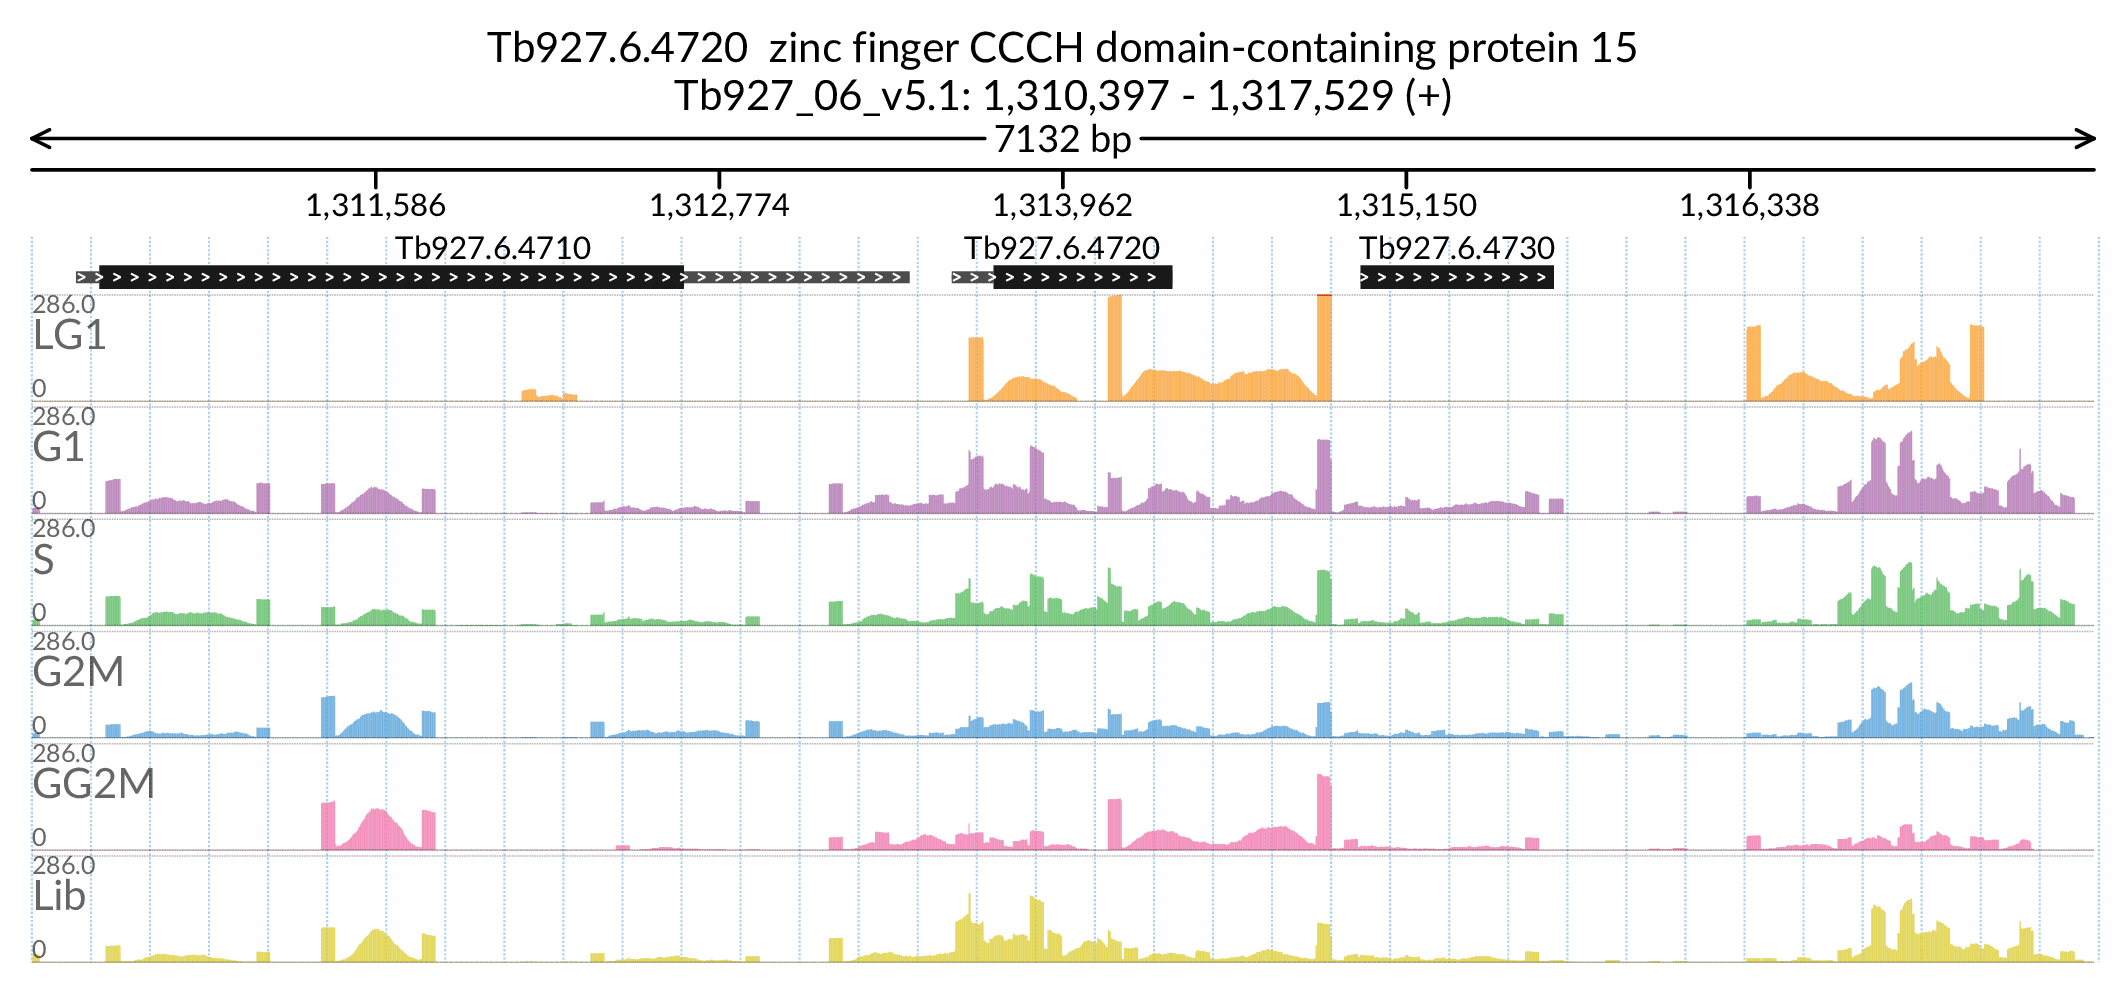 Tb927.6.4720  zinc finger CCCH domain-containing protein 15
Tb927_06_v5.1: 1,310,397 - 1,317,529 (+)
7132 bp
1,311,586 1,312,774 1,313,962 1,315,150 1,316,338
Tb927.6.4710 Tb927.6.4720 Tb927.6.4730
286.0
LG1
0
286.0
G1
0
286.0
S
0
286.0
G2M
0
286.0
GG2M
0
286.0
Lib
0